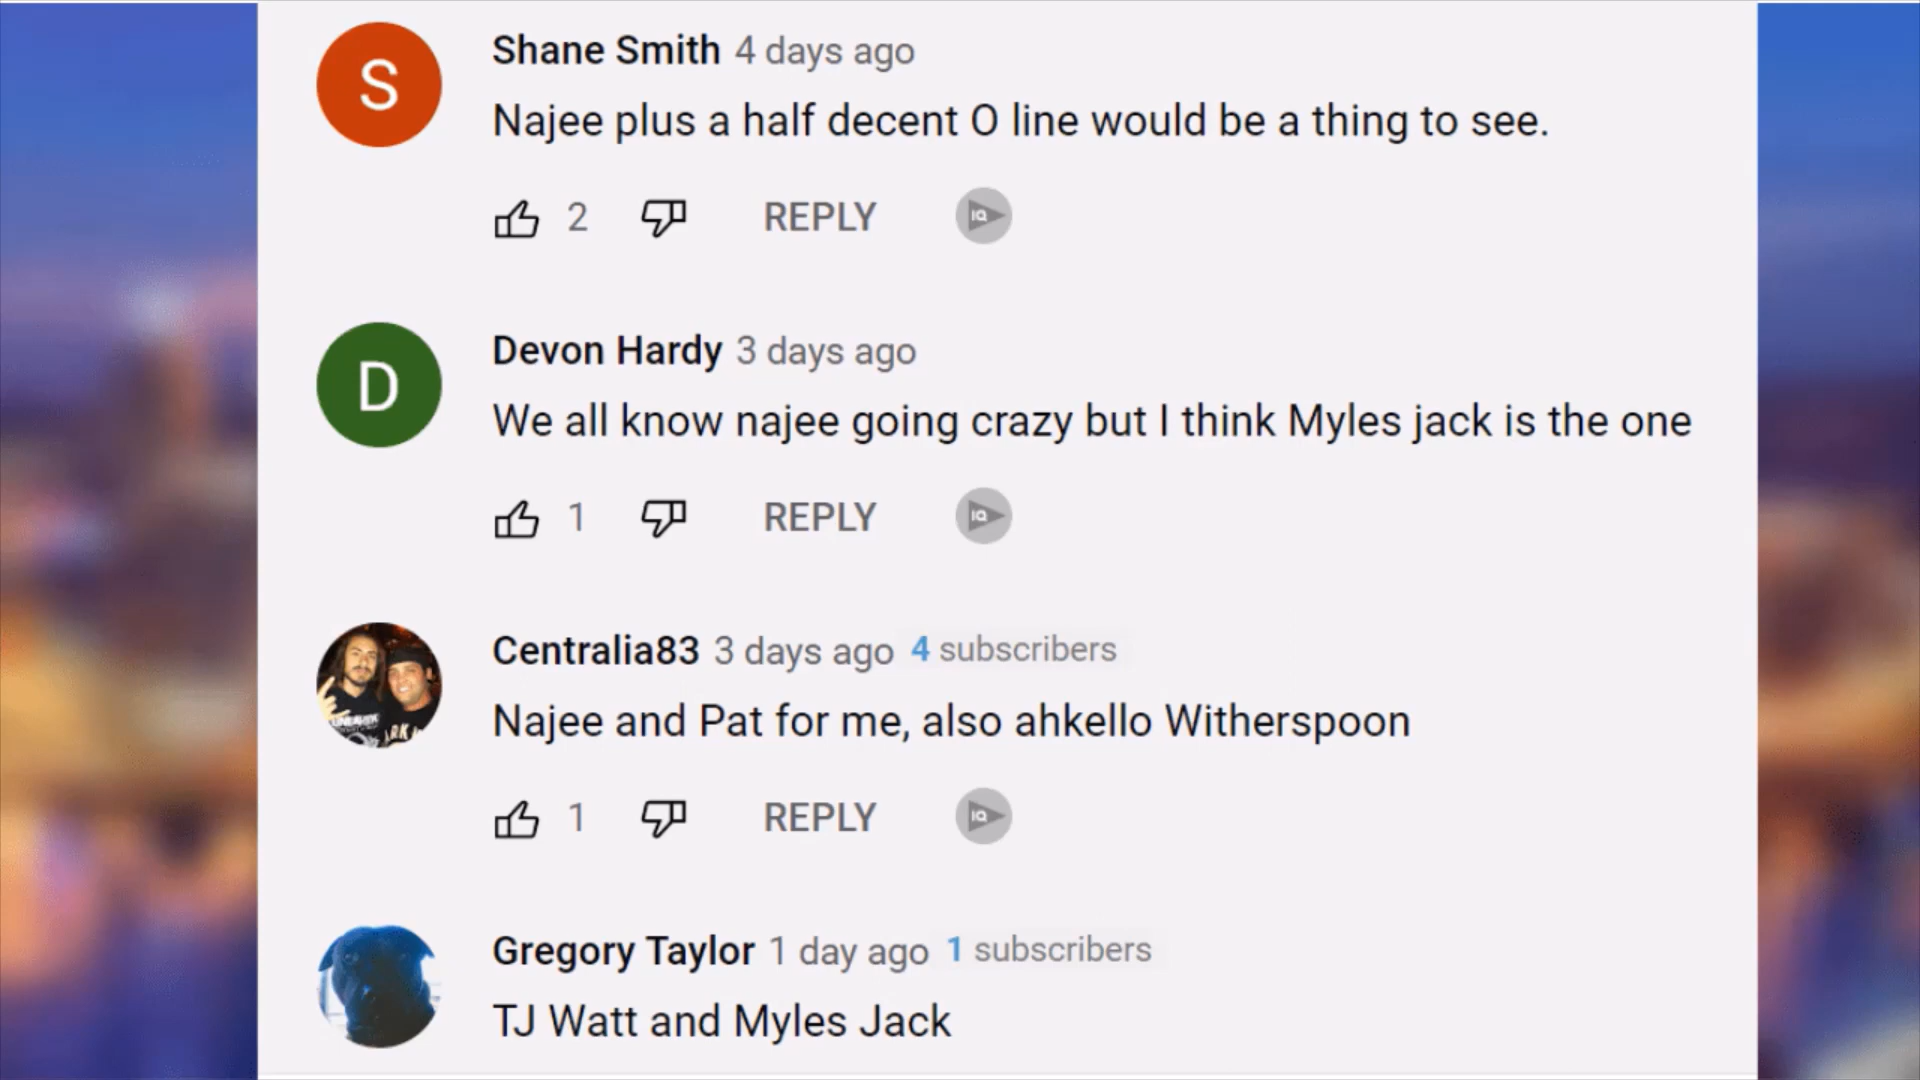 S
Shane Smith 4 days ago
Najee plus a half decent O line would be a thing to see.
2 REPLY IQ
D
Devon Hardy 3 days ago
We all know najee going crazy but I think Myles jack is the one
1 REPLY IQ
Centralia83 3 days ago 4 subscribers
Najee and Pat for me, also ahkello Witherspoon
1 REPLY IQ
Gregory Taylor 1 day ago 1 subscribers
TJ Watt and Myles Jack